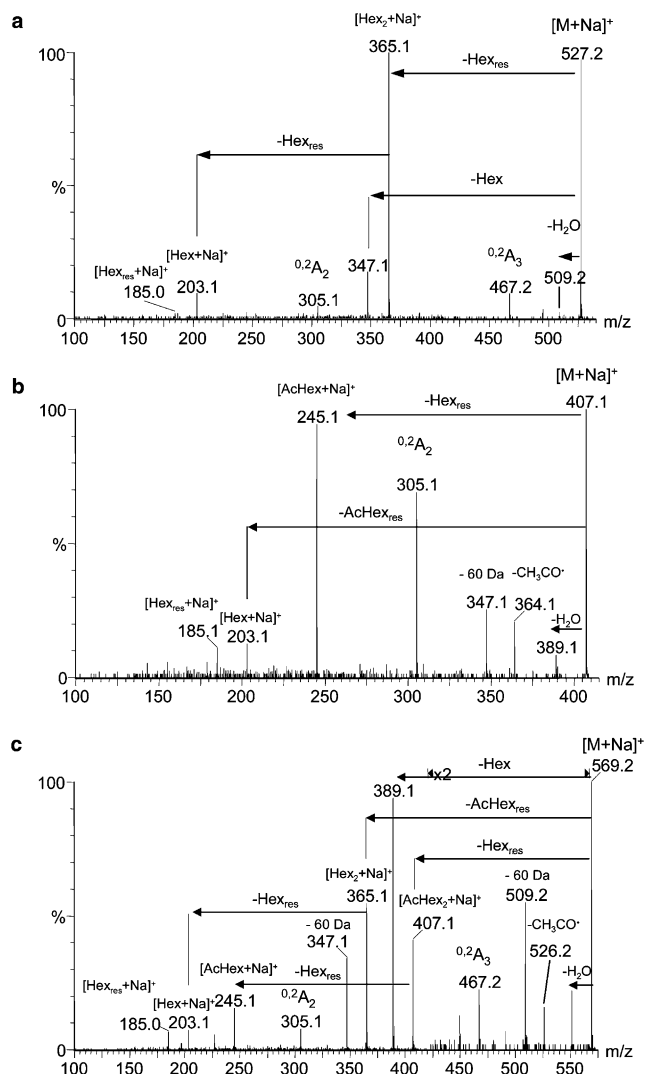 a
[Hex₂+Na]⁺ [M+Na]⁺
100 365.1 527.2
-Hexres
-Hexres
-Hex
%
-H₂O
[Hexres+Na]⁺ [Hex+Na]⁺ 0,2A₂ 347.1 0,2A₃ 509.2
185.0 203.1 305.1 467.2
0
100 150 200 250 300 350 400 450 500 m/z
b
[M+Na]⁺
[AcHex+Na]⁺
100 245.1 -Hexres 407.1
0,2A₂
305.1
-AcHexres
%
- 60 Da -CH₃CO•
[Hexres+Na]⁺ [Hex+Na]⁺ 347.1 364.1 -H₂O
185.1 203.1 389.1
0
100 150 200 250 300 350 400 m/z
c
[M+Na]⁺
-Hex 569.2
x2
100 389.1
-AcHexres
-Hexres
[Hex₂+Na]⁺ - 60 Da
365.1 [AcHex₂+Na]⁺ 509.2
% -Hexres
- 60 Da 407.1 -CH₃CO•
347.1 0,2A₃ 526.2
[AcHex+Na]⁺ -Hexres 467.2 -H₂O
[Hexres+Na]⁺ [Hex+Na]⁺ 245.1 0,2A₂
185.0 203.1 305.1
0
100 150 200 250 300 350 400 450 500 550 m/z